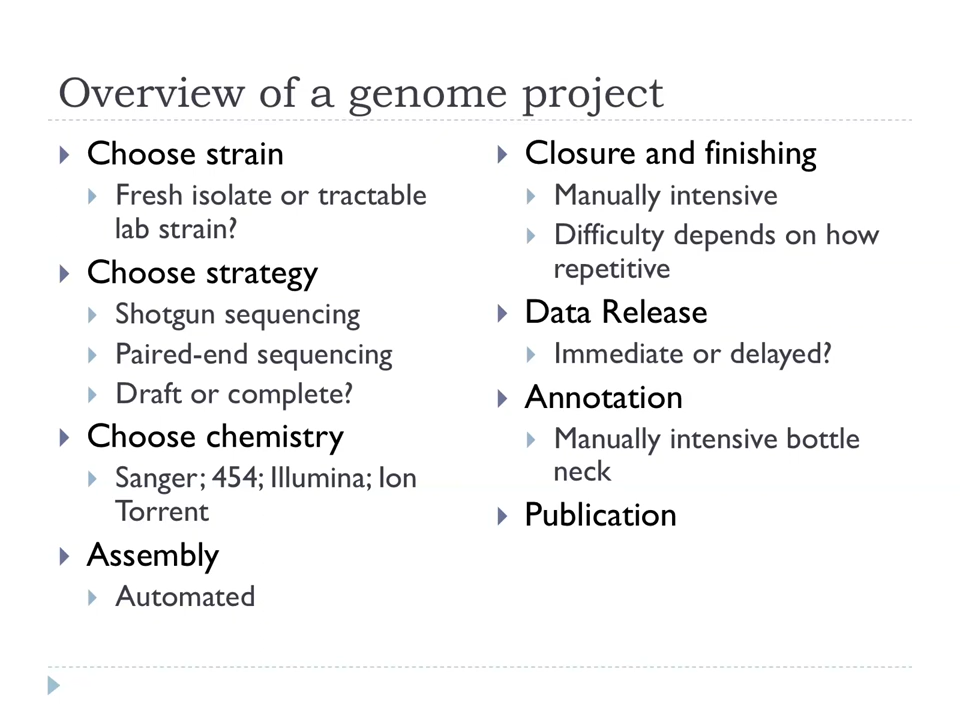 Overview of a genome project
Choose strain
Fresh isolate or tractable
lab strain?
Choose strategy
Shotgun sequencing
Paired-end sequencing
Draft or complete?
Choose chemistry
Sanger; 454; Illumina; Ion
Torrent
Assembly
Automated
Closure and finishing
Manually intensive
Difficulty depends on how
repetitive
Data Release
Immediate or delayed?
Annotation
Manually intensive bottle
neck
Publication